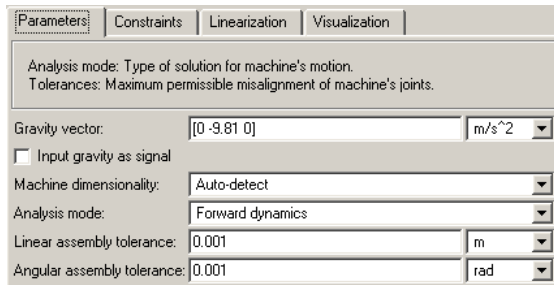 Parameters Constraints Linearization Visualization
Analysis mode: Type of solution for machine's motion.
Tolerances: Maximum permissible misalignment of machine's joints.
Gravity vector: [0 -9.81 0] m/s^2
Input gravity as signal
Machine dimensionality: Auto-detect
Analysis mode: Forward dynamics
Linear assembly tolerance: 0.001 m
Angular assembly tolerance: 0.001 rad